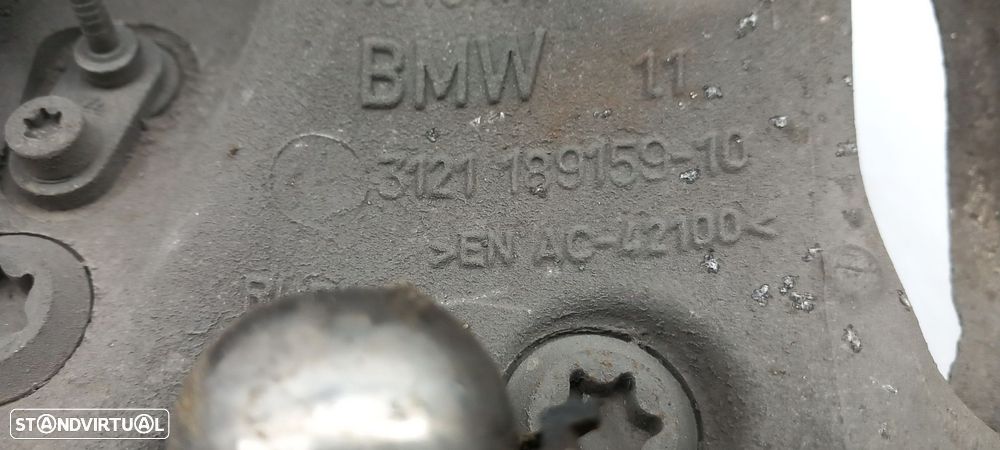 BMW 11
3121 189159-10
>EN AC-42100<
STANDVIRTUAL